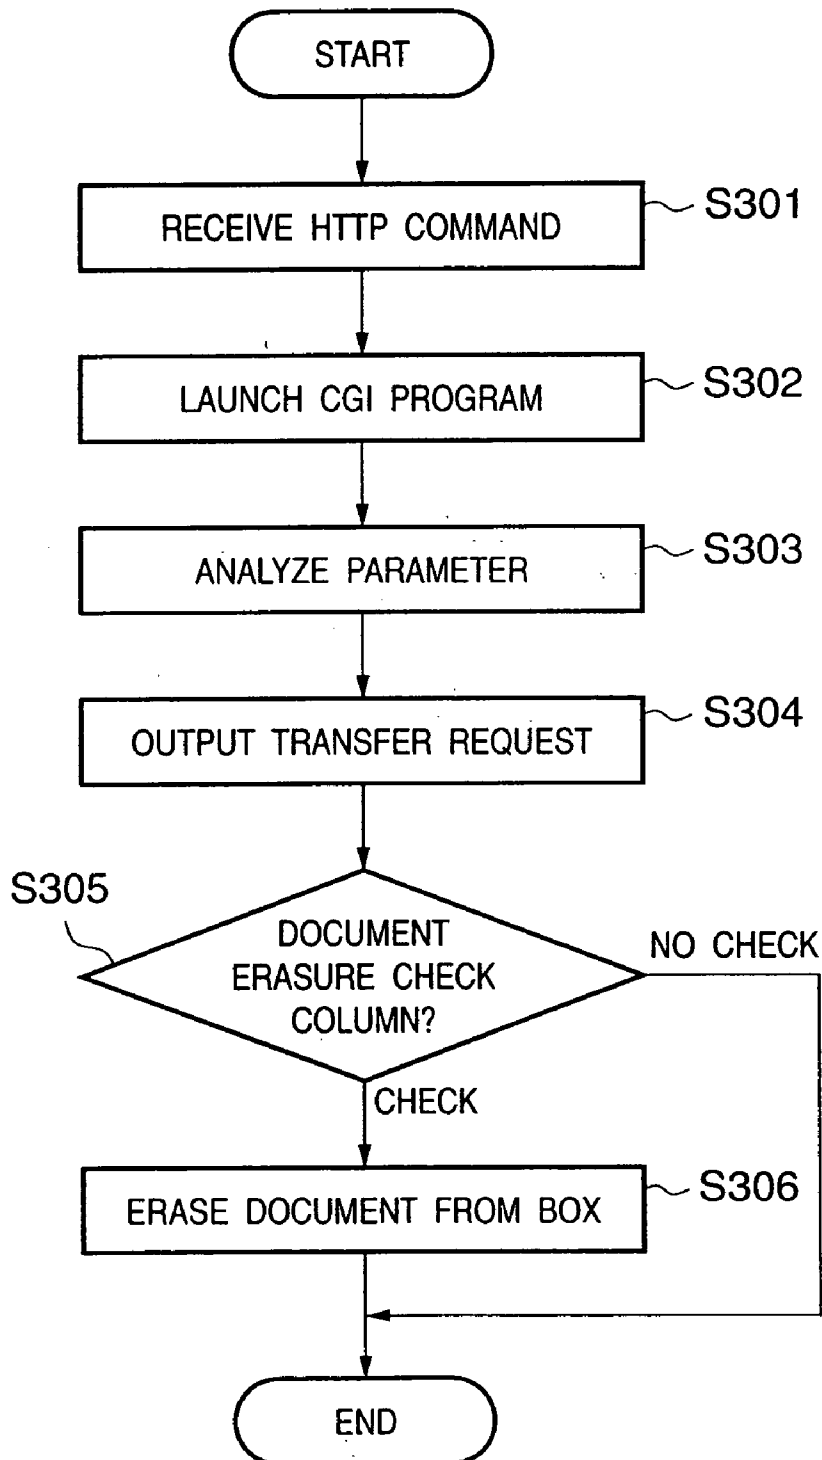 START
RECEIVE HTTP COMMAND
S301
LAUNCH CGI PROGRAM
S302
ANALYZE PARAMETER
S303
OUTPUT TRANSFER REQUEST
S304
S305
DOCUMENT
ERASURE CHECK
COLUMN?
NO CHECK
CHECK
ERASE DOCUMENT FROM BOX
S306
END